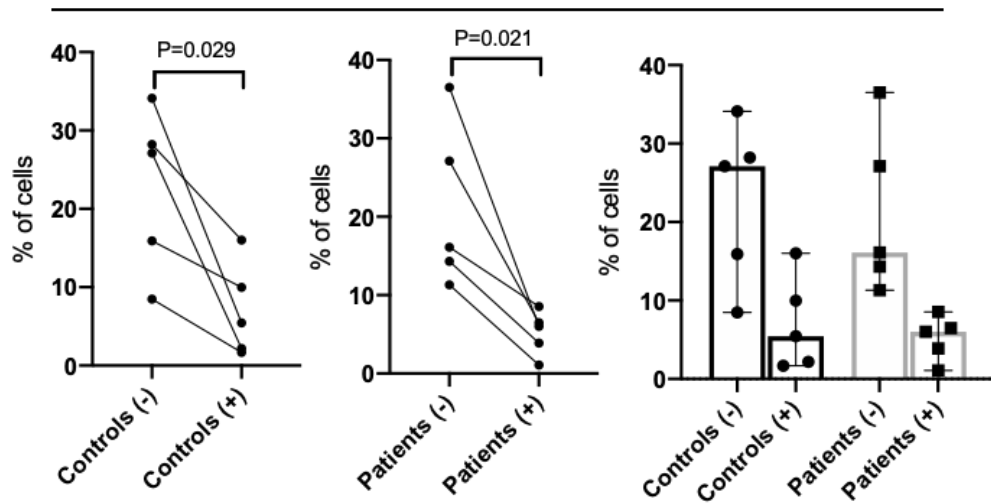 P=0.029
40
30
20
10
0
% of cells
Controls (-)
Controls (+)
P=0.021
40
30
20
10
0
% of cells
Patients (-)
Patients (+)
40
30
20
10
0
% of cells
Controls (-)
Controls (+)
Patients (-)
Patients (+)